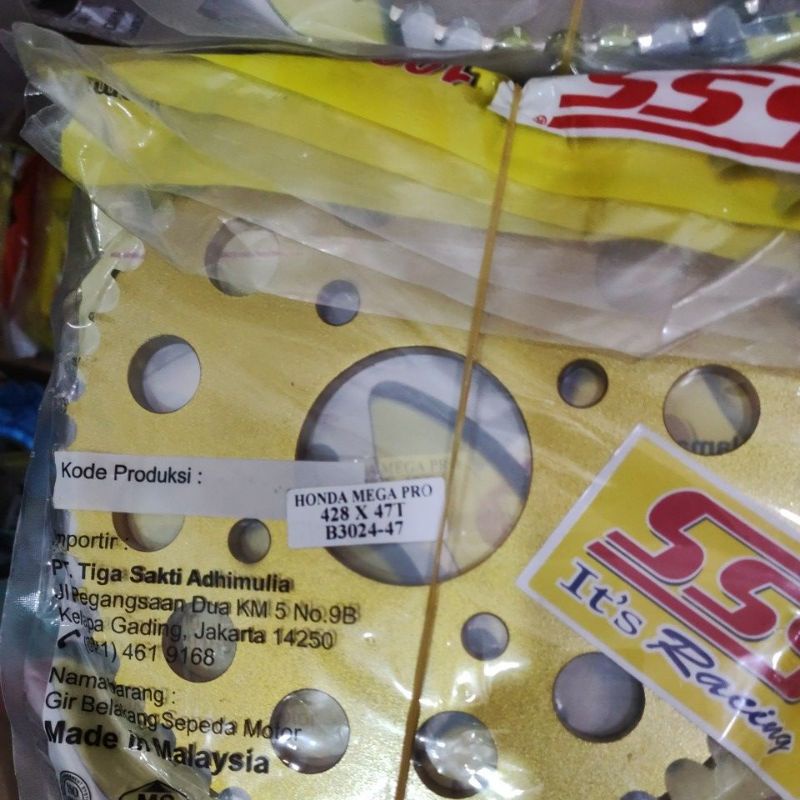 SSS
Kode Produksi :
HONDA MEGA PRO
428 X 47T
B3024-47
Importir :
PT. Tiga Sakti Adhimulia
Jl Pegangsaan Dua KM 5 No.9B
Kelapa Gading, Jakarta 14250
(021) 461 9168
Nama Barang :
Gir Belakang Sepeda Motor
Made in Malaysia
SSS
It's Racing